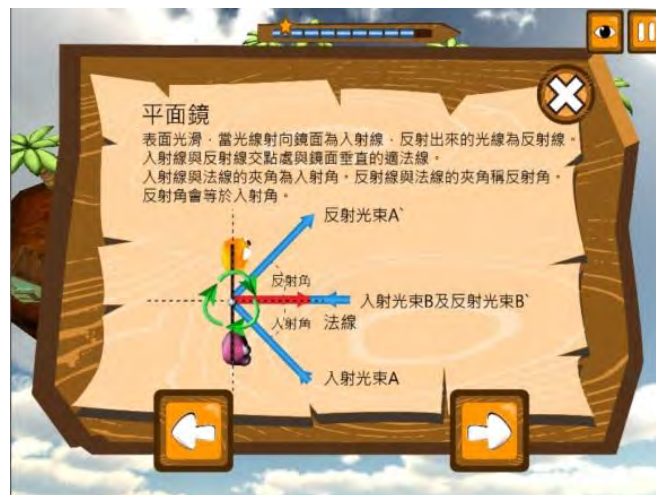 平面鏡
表面光滑，當光線射向鏡面為入射線，反射出來的光線為反射線。
入射線與反射線交點處與鏡面垂直的適法線。
入射線與法線的夾角為入射角，反射線與法線的夾角稱反射角。
反射角會等於入射角。
反射光束A`
反射角
入射光束B及反射光束B`
入射角 法線
入射光束A